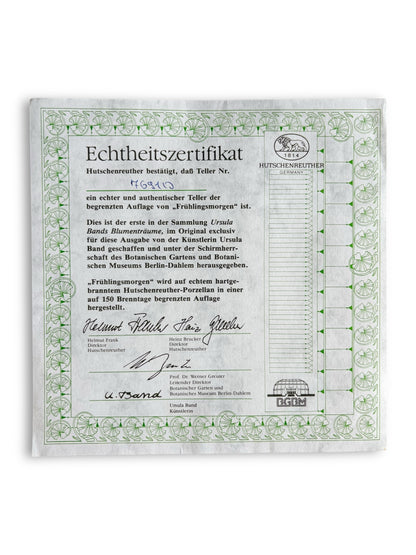 Echtheitszertifikat
Hutschenreuther bestätigt, daß Teller Nr.
ein echter und authentischer Teller der
begrenzten Auflage von „Frühlingsmorgen“ ist.
Dies ist der erste in der Sammlung Ursula
Bands Blumenträume, im Original exclusiv
für diese Ausgabe von der Künstlerin Ursula
Band geschaffen und unter der Schirmherr-
schaft des Botanischen Gartens und Botani-
schen Museums Berlin-Dahlem herausgegeben.
„Frühlingsmorgen“ wird auf echtem hartge-
branntem Hutschenreuther-Porzellan in einer
auf 150 Brenntage begrenzten Auflage
hergestellt.
Helmut Frank
Direktor
Hutschenreuther
Heinz Brucker
Direktor
Hutschenreuther
Prof. Dr. Werner Greuter
Leitender Direktor
Botanischer Garten und
Botanisches Museum Berlin-Dahlem
U. Band
Ursula Band
Künstlerin
1814
HUTSCHENREUTHER
GERMANY
BGBM